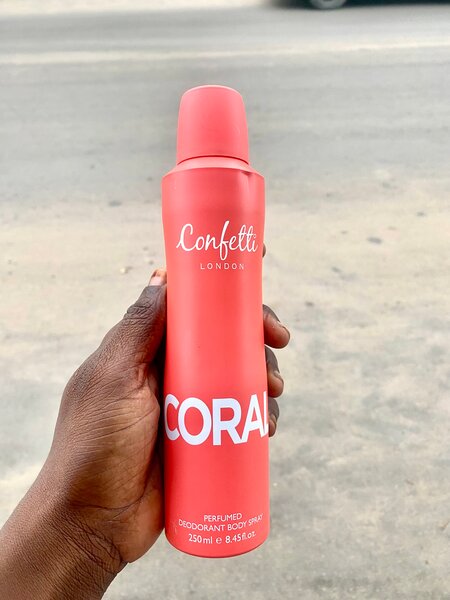 Confetti
LONDON
CORAL
PERFUMED
DEODORANT BODY SPRAY
250ml e 8.45fl.oz.